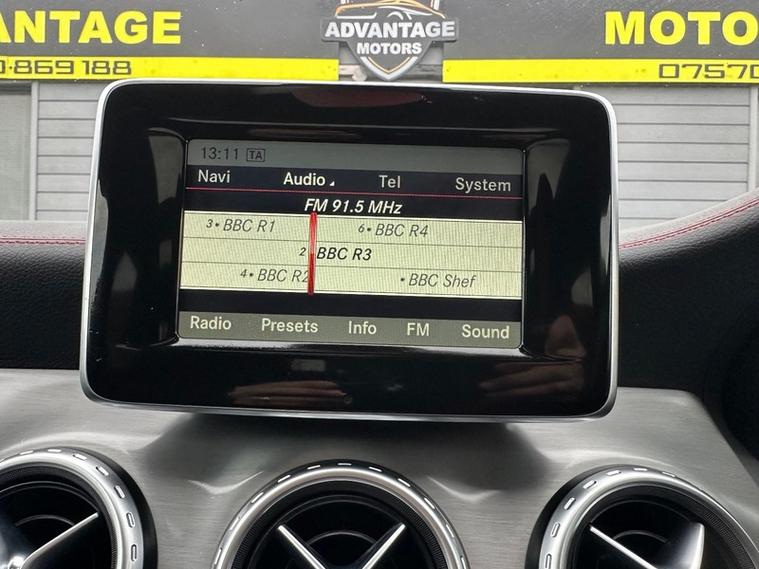 ANTAGE
ADVANTAGE
MOTORS
MOTO
0·869 188
07570
13:11 TA
Navi Audio Tel System
FM 91.5 MHz
3• BBC R1 6• BBC R4
2 BBC R3
4• BBC R2 • BBC Shef
Radio Presets Info FM Sound